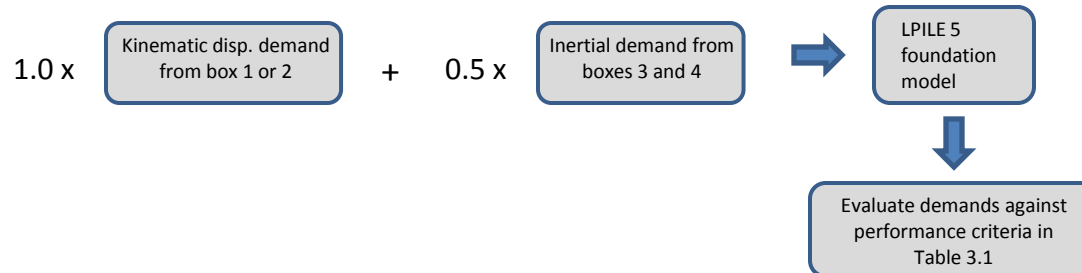 1.0 x
Kinematic disp. demand
from box 1 or 2
+
0.5 x
Inertial demand from
boxes 3 and 4
LPILE 5
foundation
model
Evaluate demands against
performance criteria in
Table 3.1